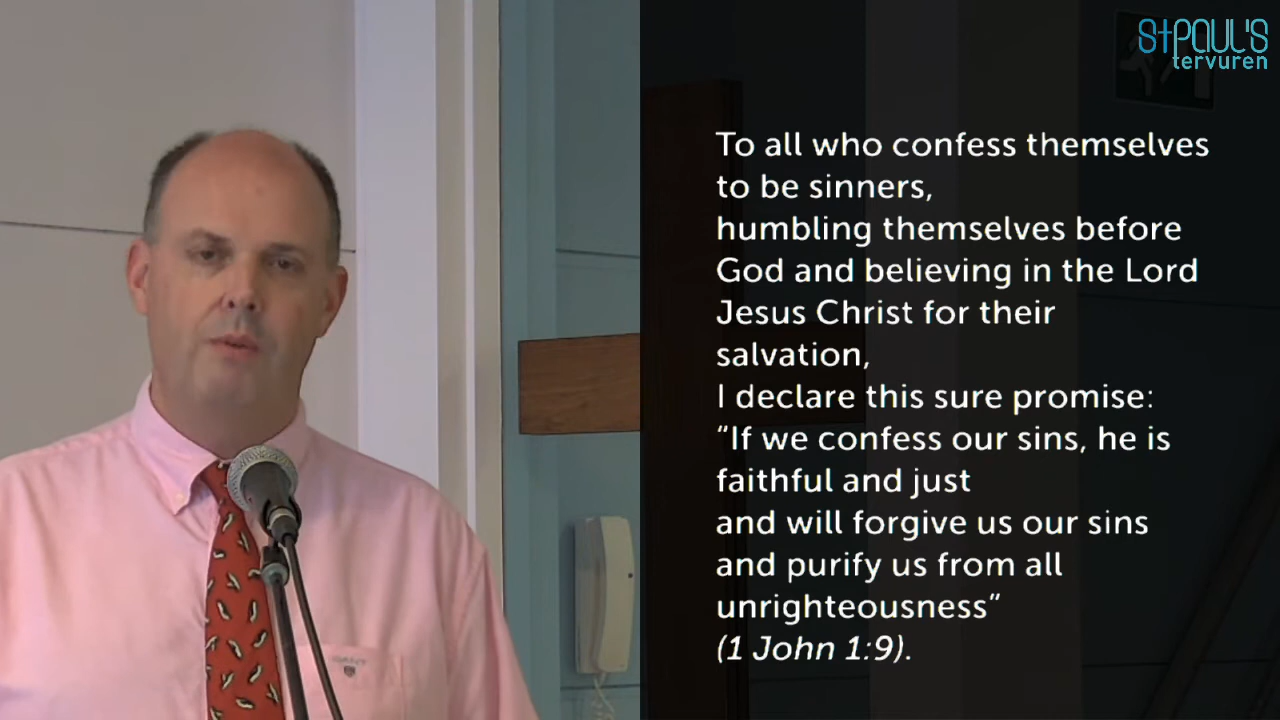 St PAUL'S
tervuren
To all who confess themselves
to be sinners,
humbling themselves before
God and believing in the Lord
Jesus Christ for their
salvation,
I declare this sure promise:
“If we confess our sins, he is
faithful and just
and will forgive us our sins
and purify us from all
unrighteousness”
(1 John 1:9).